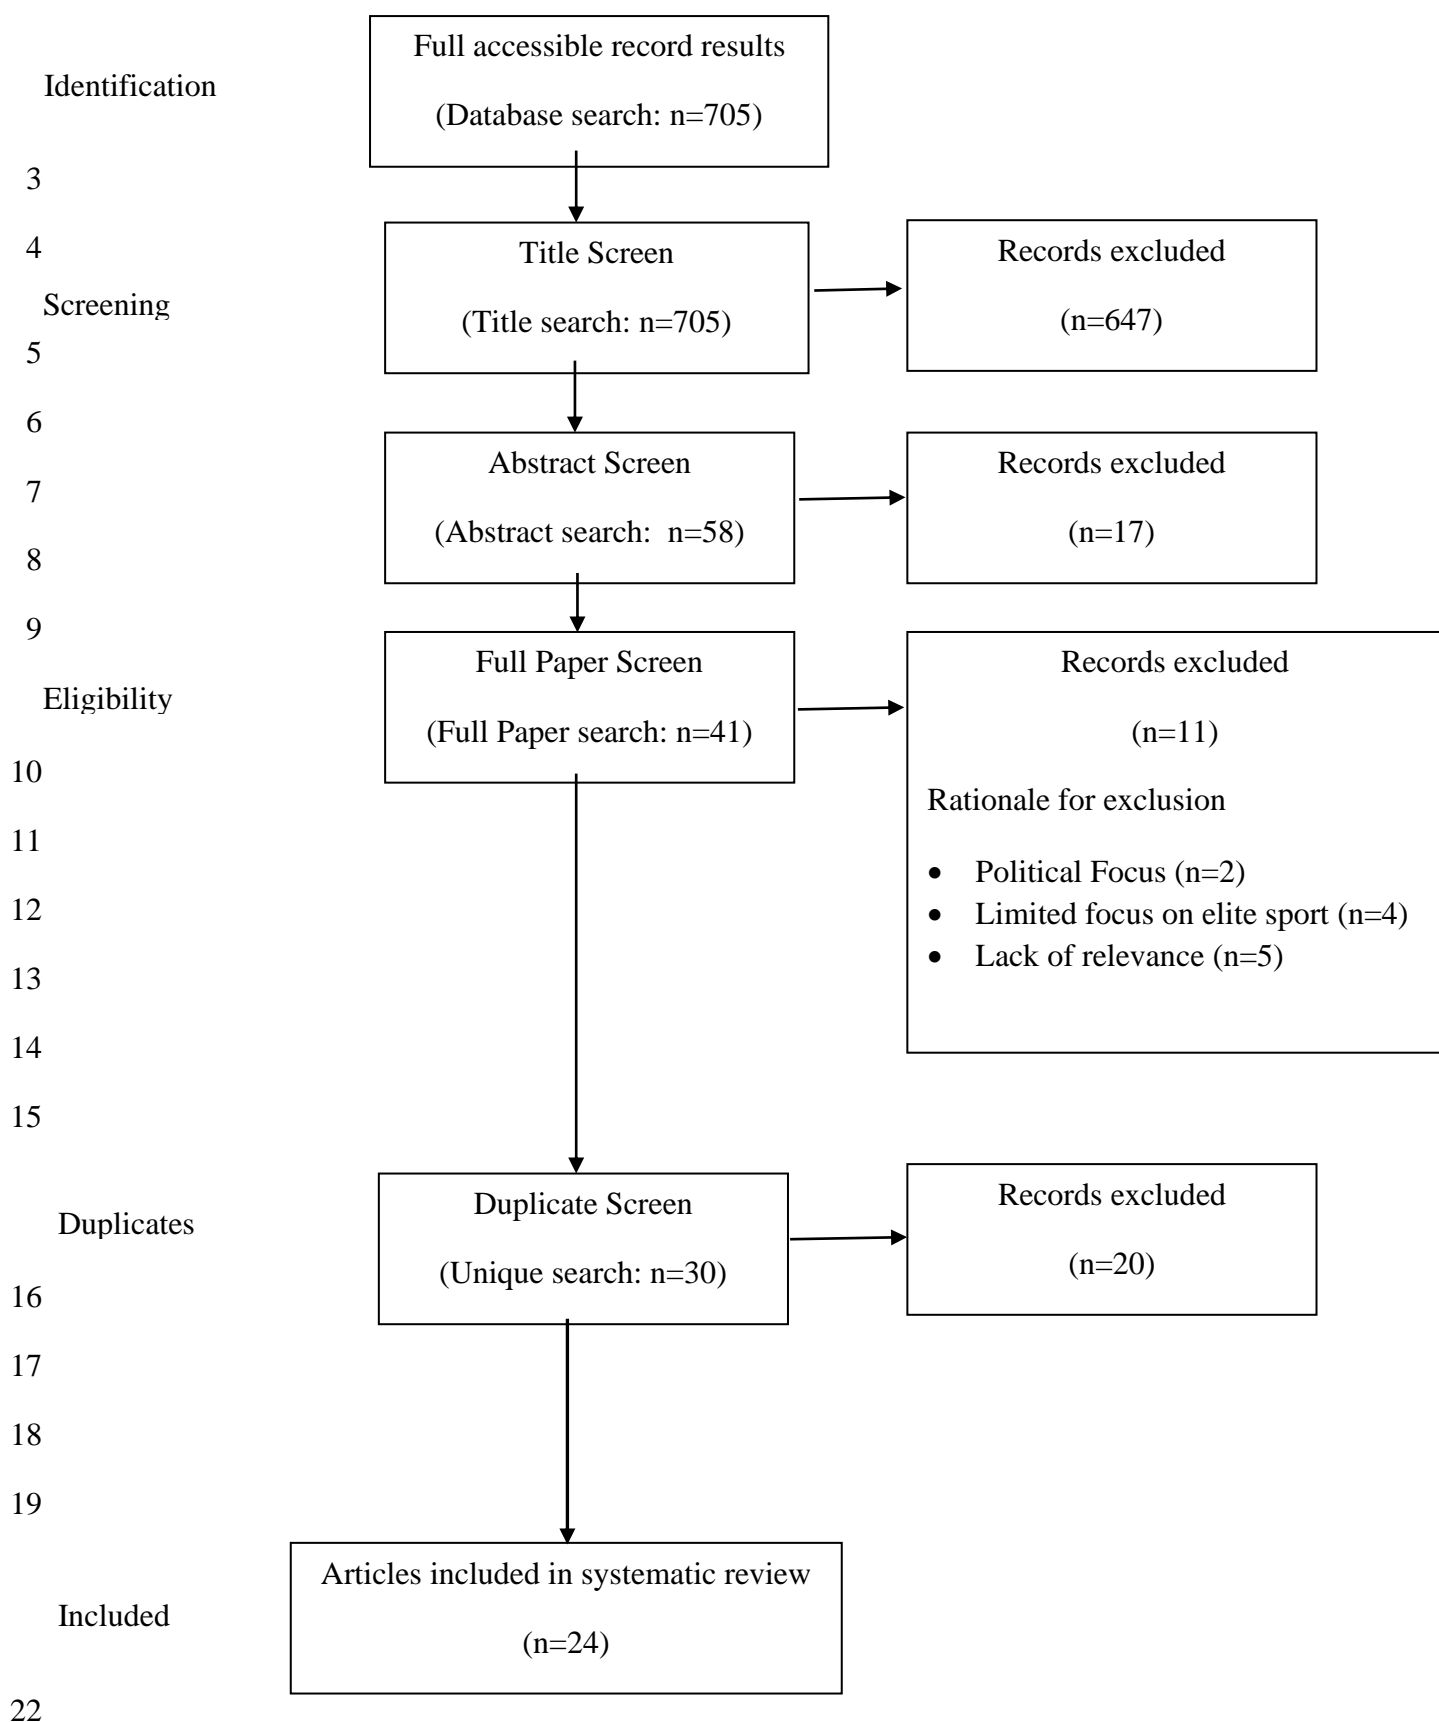 Full accessible record results
Identification
(Database search: n=705)
3
4
Title Screen
Records excluded
Screening
(Title search: n=705)
(n=647)
5
6
Abstract Screen
Records excluded
7
(Abstract search: n=58)
(n=17)
8
9
Full Paper Screen
Records excluded
Eligibility
(Full Paper search: n=41)
(n=11)
10
Rationale for exclusion
11
• Political Focus (n=2)
12
• Limited focus on elite sport (n=4)
• Lack of relevance (n=5)
13
14
15
Duplicate Screen
Records excluded
Duplicates
(Unique search: n=30)
(n=20)
16
17
18
19
Articles included in systematic review
Included
(n=24)
22